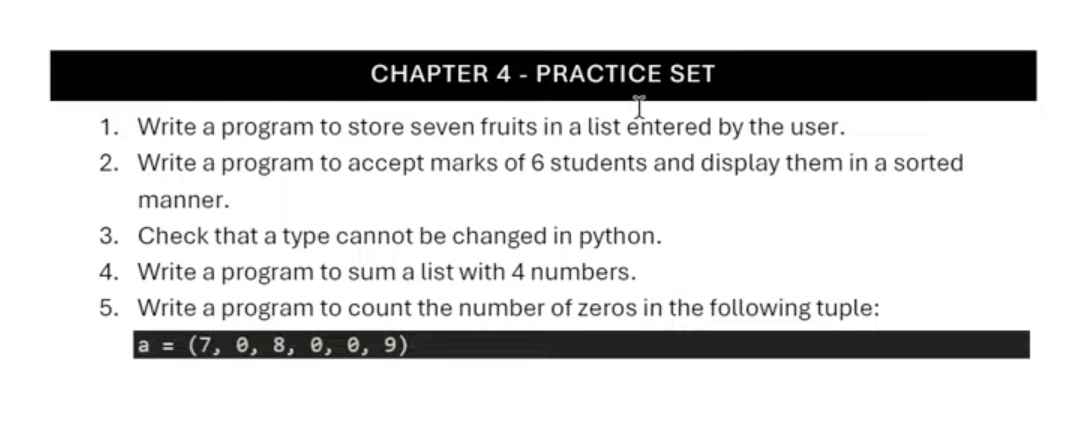 CHAPTER 4 - PRACTICE SET
1. Write a program to store seven fruits in a list entered by the user.
2. Write a program to accept marks of 6 students and display them in a sorted
manner.
3. Check that a type cannot be changed in python.
4. Write a program to sum a list with 4 numbers.
5. Write a program to count the number of zeros in the following tuple:
a = (7, 0, 8, 0, 0, 9)